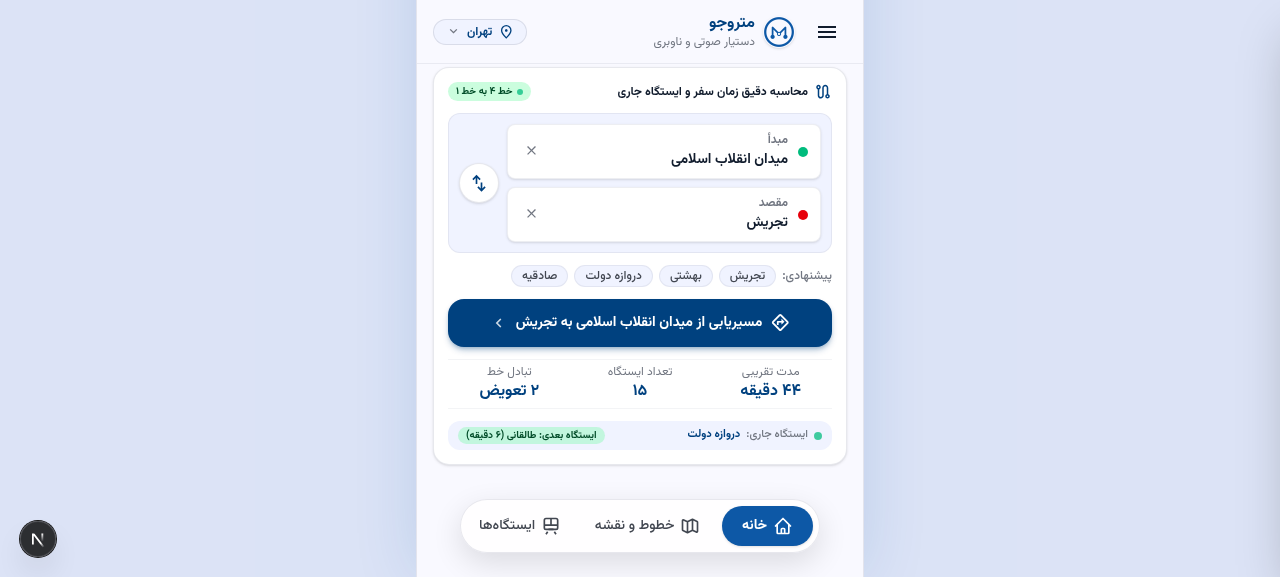 متروجو
دستیار صوتی و ناوبری
تهران
محاسبه دقیق زمان سفر و ایستگاه جاری
خط ۴ به خط ۱
مبدأ
میدان انقلاب اسلامی
مقصد
تجریش
پیشنهادی:
تجریش
بهشتی
دروازه دولت
صادقیه
مسیریابی از میدان انقلاب اسلامی به تجریش
مدت تقریبی
۴۴ دقیقه
تعداد ایستگاه
۱۵
تبادل خط
۲ تعویض
ایستگاه جاری: دروازه دولت
ایستگاه بعدی: طالقانی (۶ دقیقه)
خانه
خطوط و نقشه
ایستگاه‌ها
N